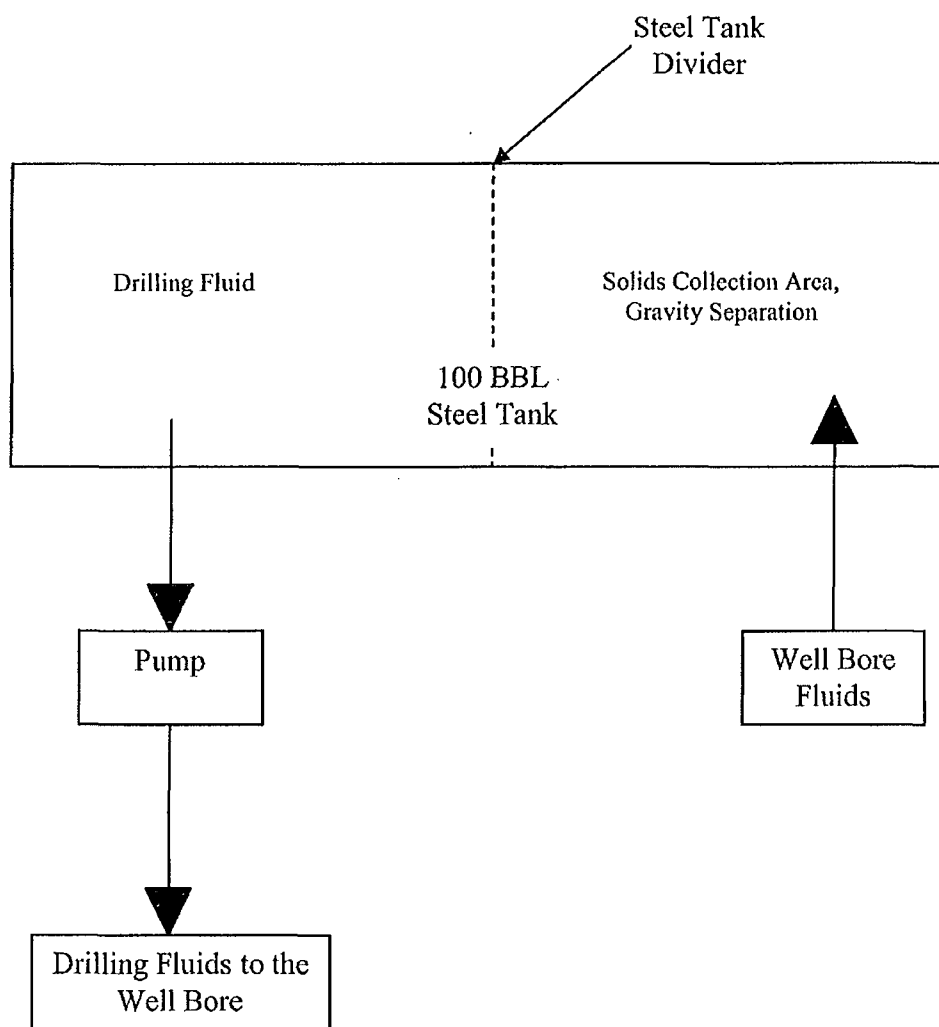 Steel Tank
Divider
Drilling Fluid
Solids Collection Area,
Gravity Separation
100 BBL
Steel Tank
Pump
Well Bore
Fluids
Drilling Fluids to the
Well Bore